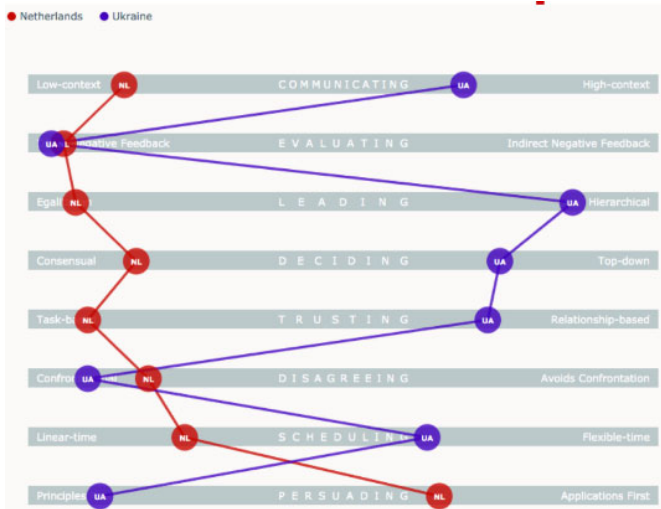 Netherlands Ukraine
Low-context NL COMMUNICATING UA High-context
UA Negative Feedback EVALUATING Indirect Negative Feedback
NL LEADING UA Hierarchical
Consensual NL DECIDING UA Top-down
NL TRUSTING UA Relationship-based
UA NL DISAGREEING Avoids Confrontation
Linear-time NL SCHEDULING UA Flexible-time
Principles UA PERSUADING NL Applications First